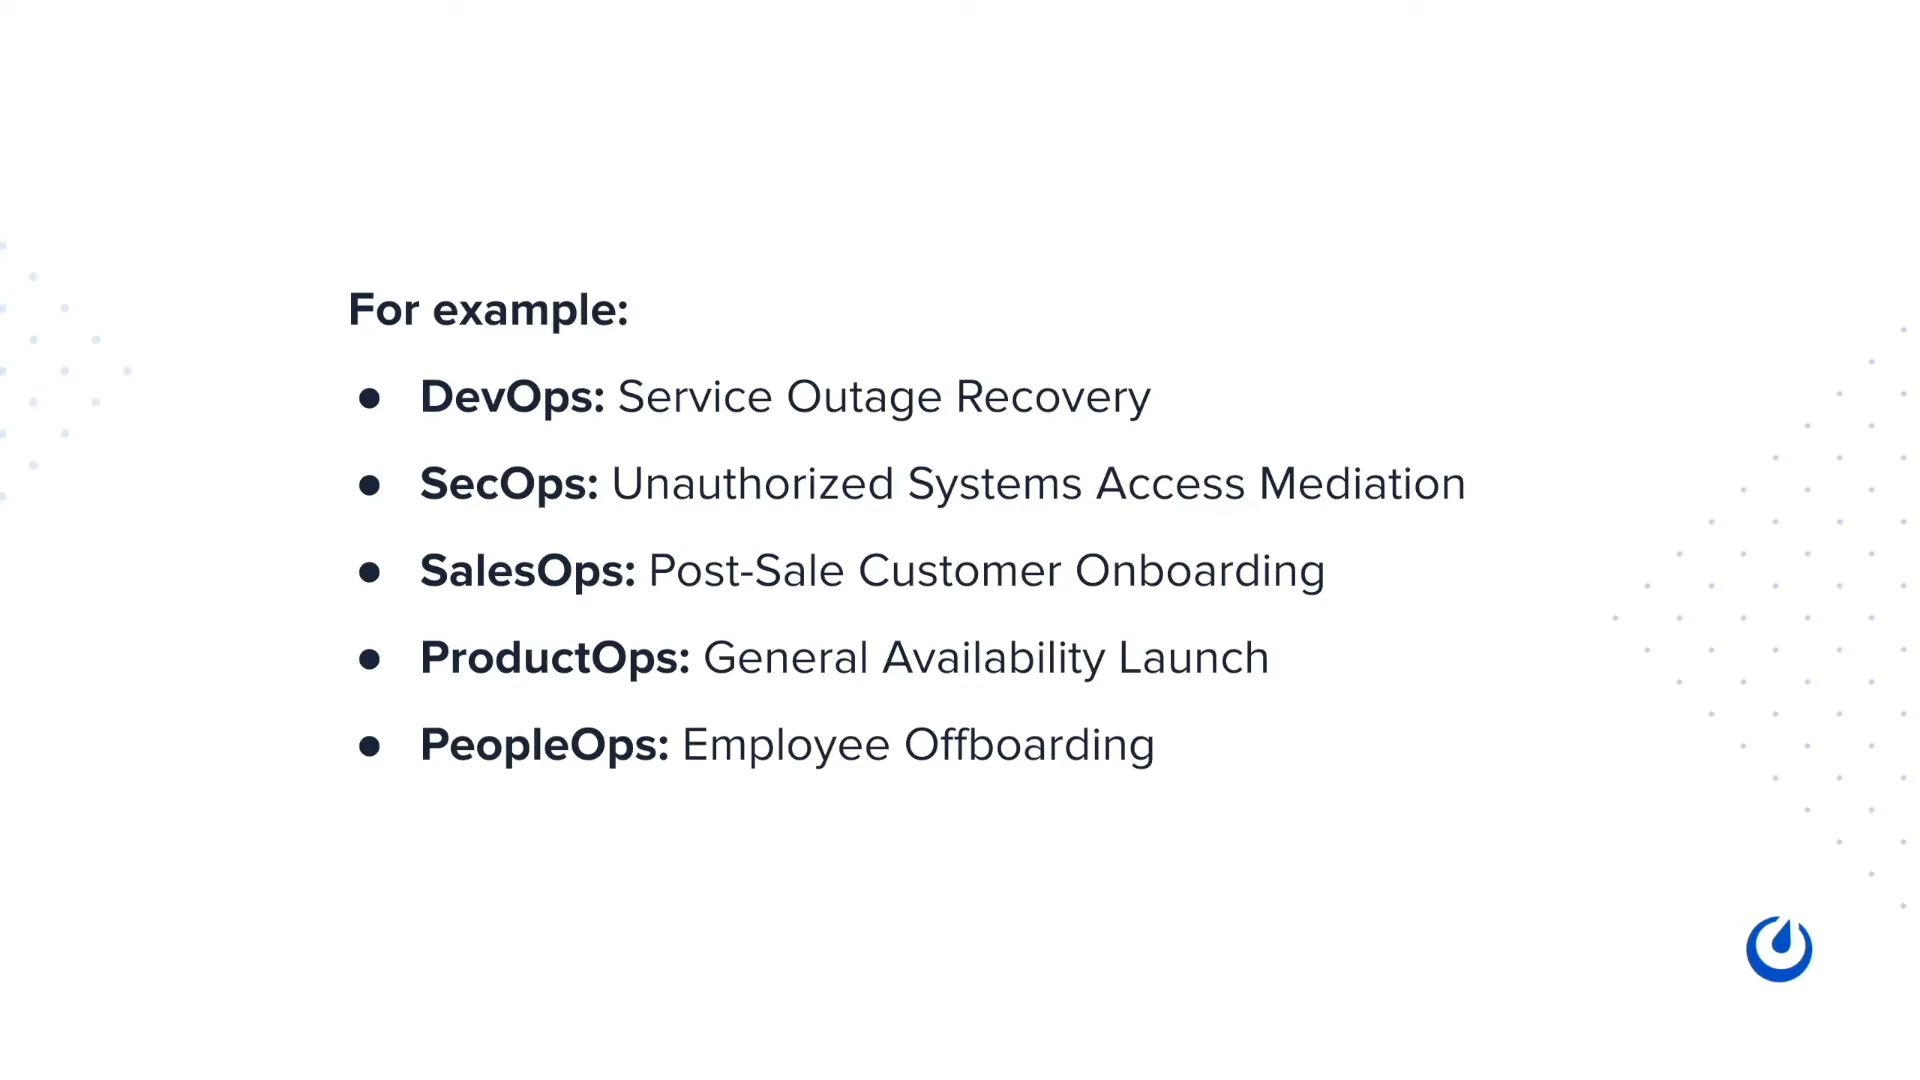 For example:
● DevOps: Service Outage Recovery
● SecOps: Unauthorized Systems Access Mediation
● SalesOps: Post-Sale Customer Onboarding
● ProductOps: General Availability Launch
● PeopleOps: Employee Offboarding